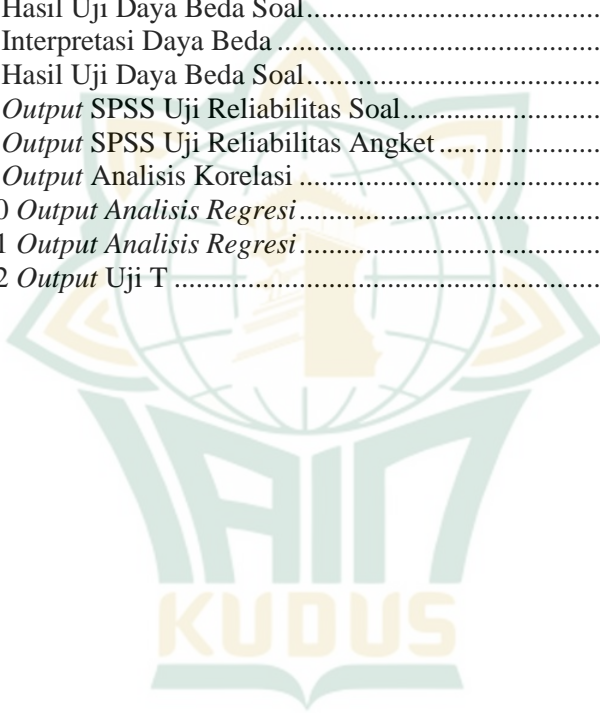 Hasil Uji Daya Beda Soal
Interpretasi Daya Beda
Hasil Uji Daya Beda Soal
Output SPSS Uji Reliabilitas Soal
Output SPSS Uji Reliabilitas Angket
Output Analisis Korelasi
0 Output Analisis Regresi
1 Output Analisis Regresi
2 Output Uji T
IAIN
KUDUS